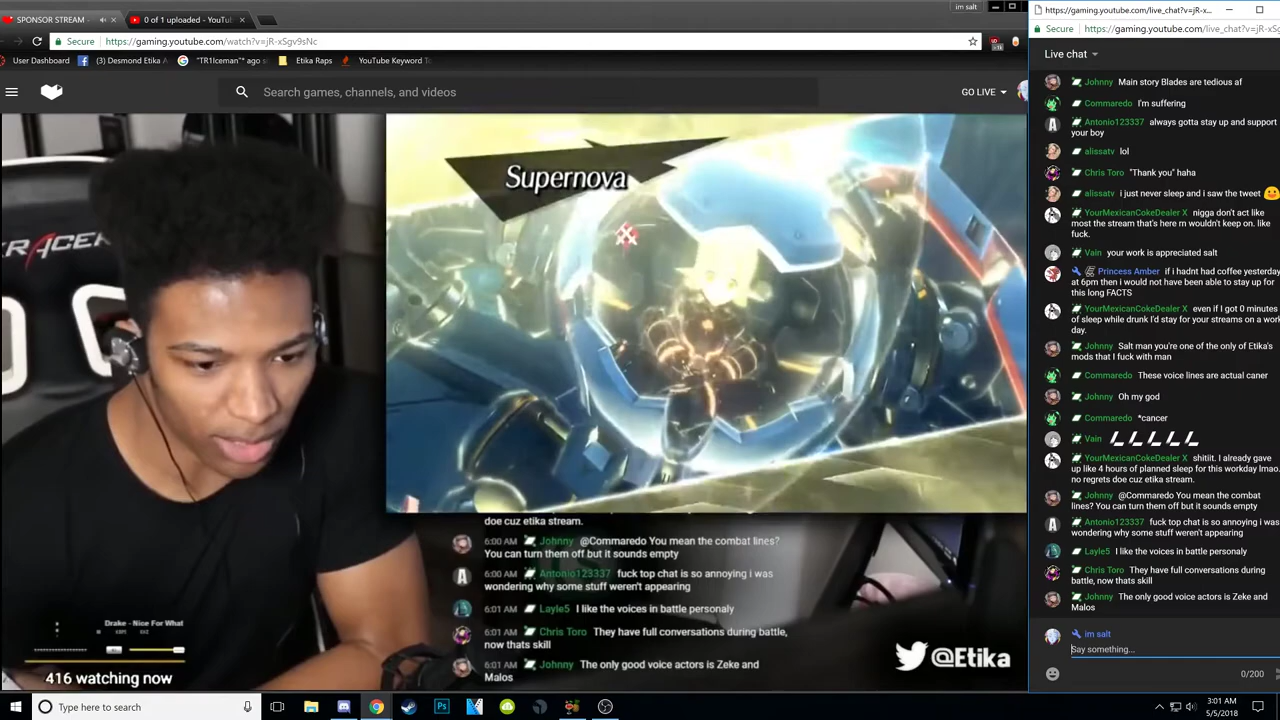 SPONSOR STREAM -
0 of 1 uploaded - YouTu
im salt
Secure
https://gaming.youtube.com/watch?v=jR-xSgv9sNc
User Dashboard
(3) Desmond Etika A
"TR1Iceman"* ago s
Etika Raps
YouTube Keyword To
Search games, channels, and videos
GO LIVE
Supernova
doe cuz etika stream.
6:00 AM Johnny @Commaredo You mean the combat lines?
You can turn them off but it sounds empty
6:00 AM Antonio123337 fuck top chat is so annoying i was
wondering why some stuff weren't appearing
6:01 AM Layle5 I like the voices in battle personaly
6:01 AM Chris Toro They have full conversations during battle,
now thats skill
6:01 AM Johnny The only good voice actors is Zeke and
Malos
Drake - Nice For What
416 watching now
@Etika
https://gaming.youtube.com/live_chat?v=jR-x...
Secure
https://gaming.youtube.com/live_chat?v=jR-xSg
Live chat
Johnny Main story Blades are tedious af
Commaredo I'm suffering
Antonio123337 always gotta stay up and support
your boy
alissatv lol
Chris Toro "Thank you" haha
alissatv i just never sleep and i saw the tweet
YourMexicanCokeDealer X nigga don't act like
most the stream that's here rn wouldn't keep on. like
fuck.
Vain your work is appreciated salt
Princess Amber if i hadnt had coffee yesterday
at 6pm then i would not have been able to stay up for
this long FACTS
YourMexicanCokeDealer X even if I got 0 minutes
of sleep while drunk I'd stay for your streams on a work
day.
Johnny Salt man you're one of the only of Etika's
mods that I fuck with man
Commaredo These voice lines are actual caner
Johnny Oh my god
Commaredo *cancer
Vain
YourMexicanCokeDealer X shitiit. I already gave
up like 4 hours of planned sleep for this workday lmao.
no regrets doe cuz etika stream.
Johnny @Commaredo You mean the combat
lines? You can turn them off but it sounds empty
Antonio123337 fuck top chat is so annoying i was
wondering why some stuff weren't appearing
Layle5 I like the voices in battle personaly
Chris Toro They have full conversations during
battle, now thats skill
Johnny The only good voice actors is Zeke and
Malos
im salt
Say something...
0/200
Type here to search
3:01 AM
5/5/2018